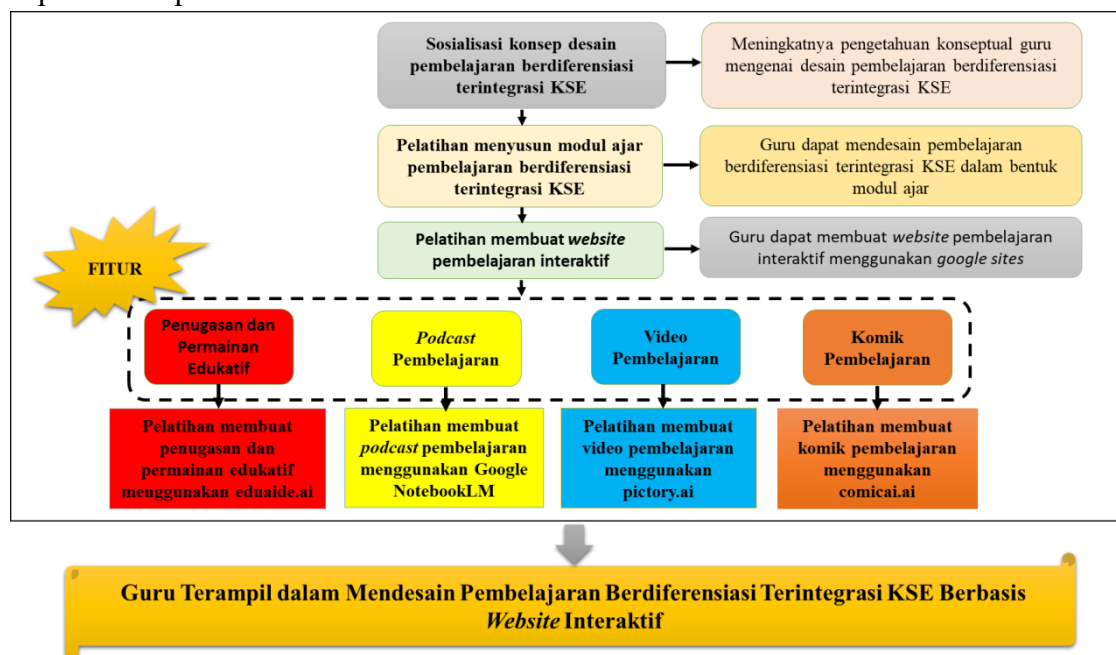 Sosialisasi konsep desain
pembelajaran berdiferensiasi
terintegrasi KSE
Meningkatnya pengetahuan konseptual guru
mengenai desain pembelajaran berdiferensiasi
terintegrasi KSE
Pelatihan menyusun modul ajar
pembelajaran berdiferensiasi
terintegrasi KSE
Guru dapat mendesain pembelajaran
berdiferensiasi terintegrasi KSE dalam bentuk
modul ajar
Pelatihan membuat website
pembelajaran interaktif
Guru dapat membuat website pembelajaran
interaktif menggunakan google sites
FITUR
Penugasan dan
Permainan
Edukatif
Podcast
Pembelajaran
Video
Pembelajaran
Komik
Pembelajaran
Pelatihan membuat
penugasan dan
permainan edukatif
menggunakan eduaide.ai
Pelatihan membuat
podcast pembelajaran
menggunakan Google
NotebookLM
Pelatihan membuat
video pembelajaran
menggunakan
pictory.ai
Pelatihan membuat
komik pembelajaran
menggunakan
comicai.ai
Guru Terampil dalam Mendesain Pembelajaran Berdiferensiasi Terintegrasi KSE Berbasis
Website Interaktif